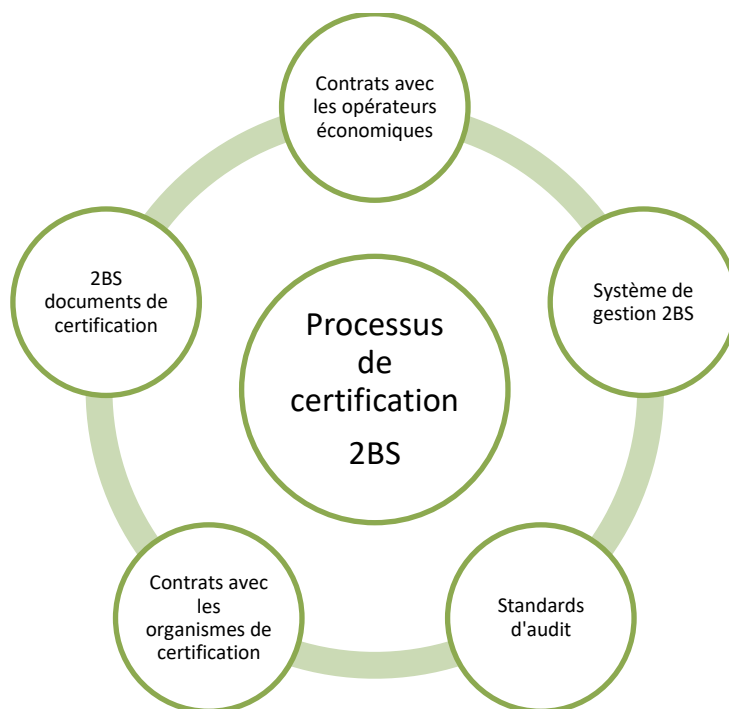 Contrats avec
les opérateurs
économiques
2BS
documents de
certification
Système de
gestion 2BS
Processus
de
certification
2BS
Contrats avec
les
organismes de
certification
Standards
d'audit